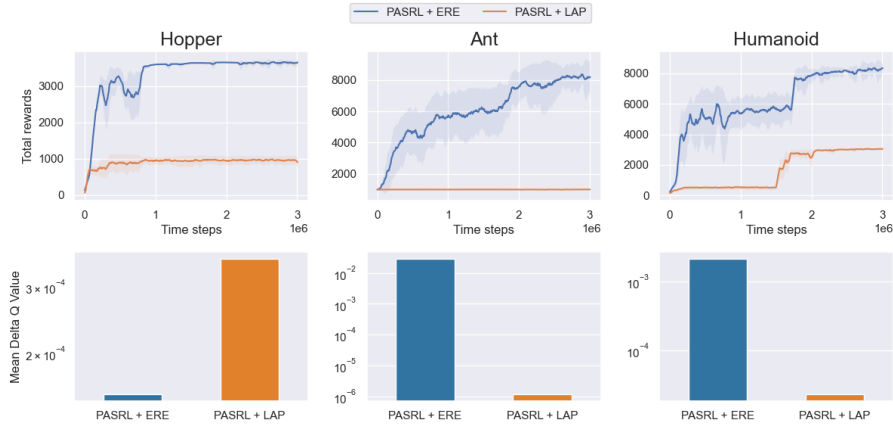 PASRL + ERE PASRL + LAP
Hopper Ant Humanoid
Total rewards
3000
2000
1000
0
0 1 2 3
Time steps 1e6
8000
6000
4000
2000
0 1 2 3
Time steps 1e6
8000
6000
4000
2000
0
0 1 2 3
Time steps 1e6
Mean Delta Q Value
3 × 10⁻⁴
2 × 10⁻⁴
PASRL + ERE PASRL + LAP
10⁻²
10⁻³
10⁻⁴
10⁻⁵
10⁻⁶
PASRL + ERE PASRL + LAP
10⁻³
10⁻⁴
PASRL + ERE PASRL + LAP